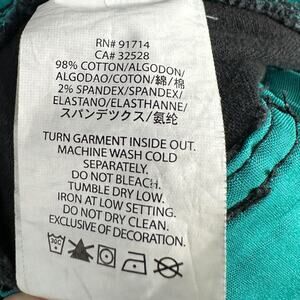 RN# 91714
CA# 32528
98% COTTON/ALGODON/
ALGODAO/COTON/綿/棉
2% SPANDEX/SPANDEX/
ELASTANO/ELASTHANNE/
スパンデックス/氨纶
TURN GARMENT INSIDE OUT.
MACHINE WASH COLD
SEPARATELY.
DO NOT BLEACH.
TUMBLE DRY LOW.
IRON AT LOW SETTING.
DO NOT DRY CLEAN.
EXCLUSIVE OF DECORATION.
30C